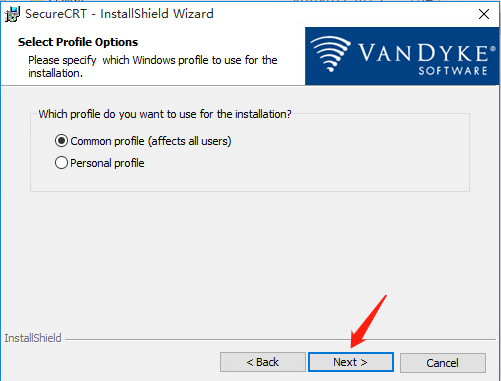 SecureCRT - InstallShield Wizard
Select Profile Options
Please specify which Windows profile to use for the
installation.
VANDYKE®
SOFTWARE
Which profile do you want to use for the installation?
Common profile (affects all users)
Personal profile
InstallShield
< Back
Next >
Cancel